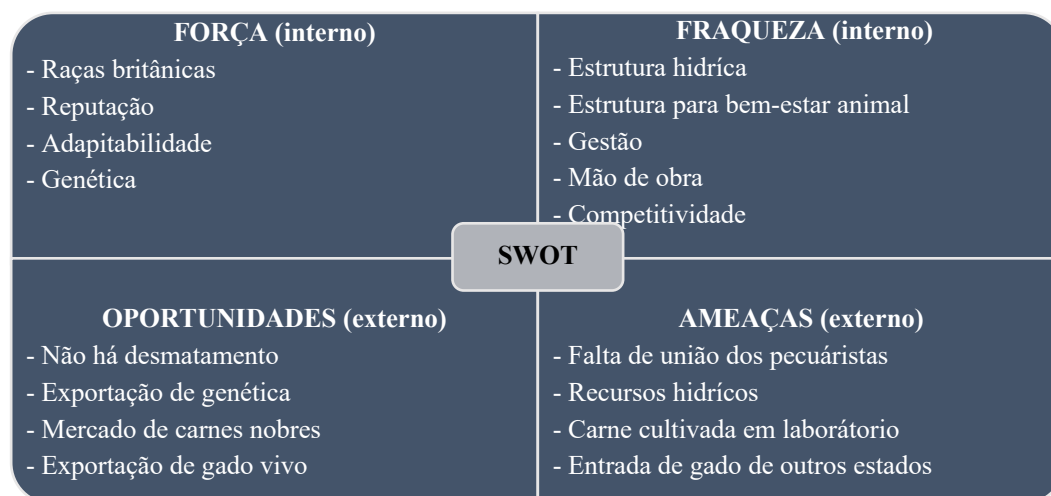 FORÇA (interno)
- Raças britânicas
- Reputação
- Adapitabilidade
- Genética
FRAQUEZA (interno)
- Estrutura hidríca
- Estrutura para bem-estar animal
- Gestão
- Mão de obra
- Competitividade
SWOT
OPORTUNIDADES (externo)
- Não há desmatamento
- Exportação de genética
- Mercado de carnes nobres
- Exportação de gado vivo
AMEAÇAS (externo)
- Falta de união dos pecuáristas
- Recursos hidrícos
- Carne cultivada em laborátorio
- Entrada de gado de outros estados